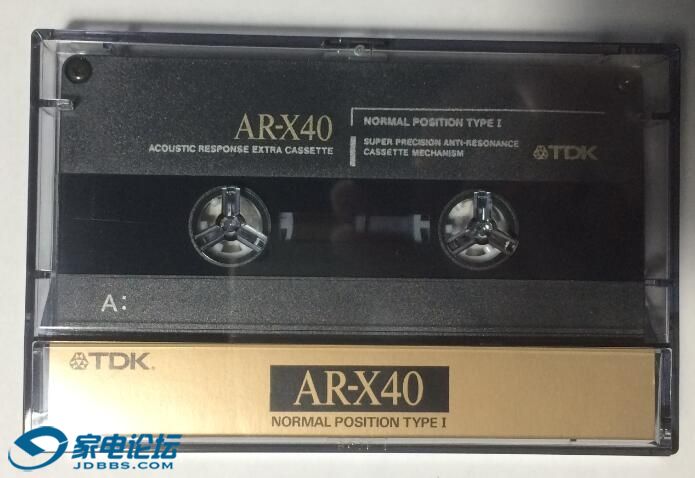 AR-X40
ACOUSTIC RESPONSE EXTRA CASSETTE
NORMAL POSITION TYPE I
SUPER PRECISION ANTI-RESONANCE
CASSETTE MECHANISM
TDK
A:
TDK.
AR-X40
NORMAL POSITION TYPE I
家电论坛
JDBBS.COM